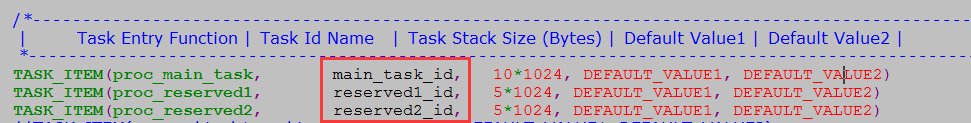 /*----------------------------------------------------------------------
|        Task Entry Function | Task Id Name   | Task Stack Size (Bytes) | Default Value1 | Default Value2 |
*----------------------------------------------------------------------
TASK_ITEM(proc_main_task,        main_task_id,    10*1024, DEFAULT_VALUE1, DEFAULT_VALUE2)
TASK_ITEM(proc_reserved1,        reserved1_id,    5*1024, DEFAULT_VALUE1, DEFAULT_VALUE2)
TASK_ITEM(proc_reserved2,        reserved2_id,    5*1024, DEFAULT_VALUE1, DEFAULT_VALUE2)